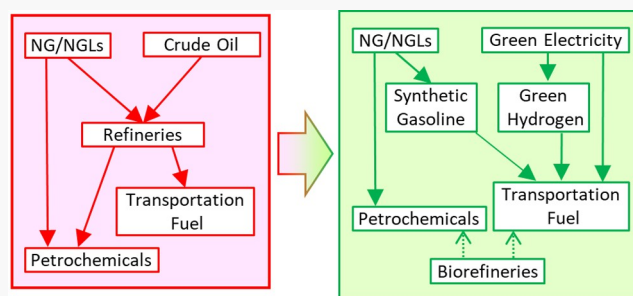 NG/NGLs
Crude Oil
Refineries
Transportation
Fuel
Petrochemicals
NG/NGLs
Green Electricity
Synthetic
Gasoline
Green
Hydrogen
Transportation
Fuel
Petrochemicals
Biorefineries